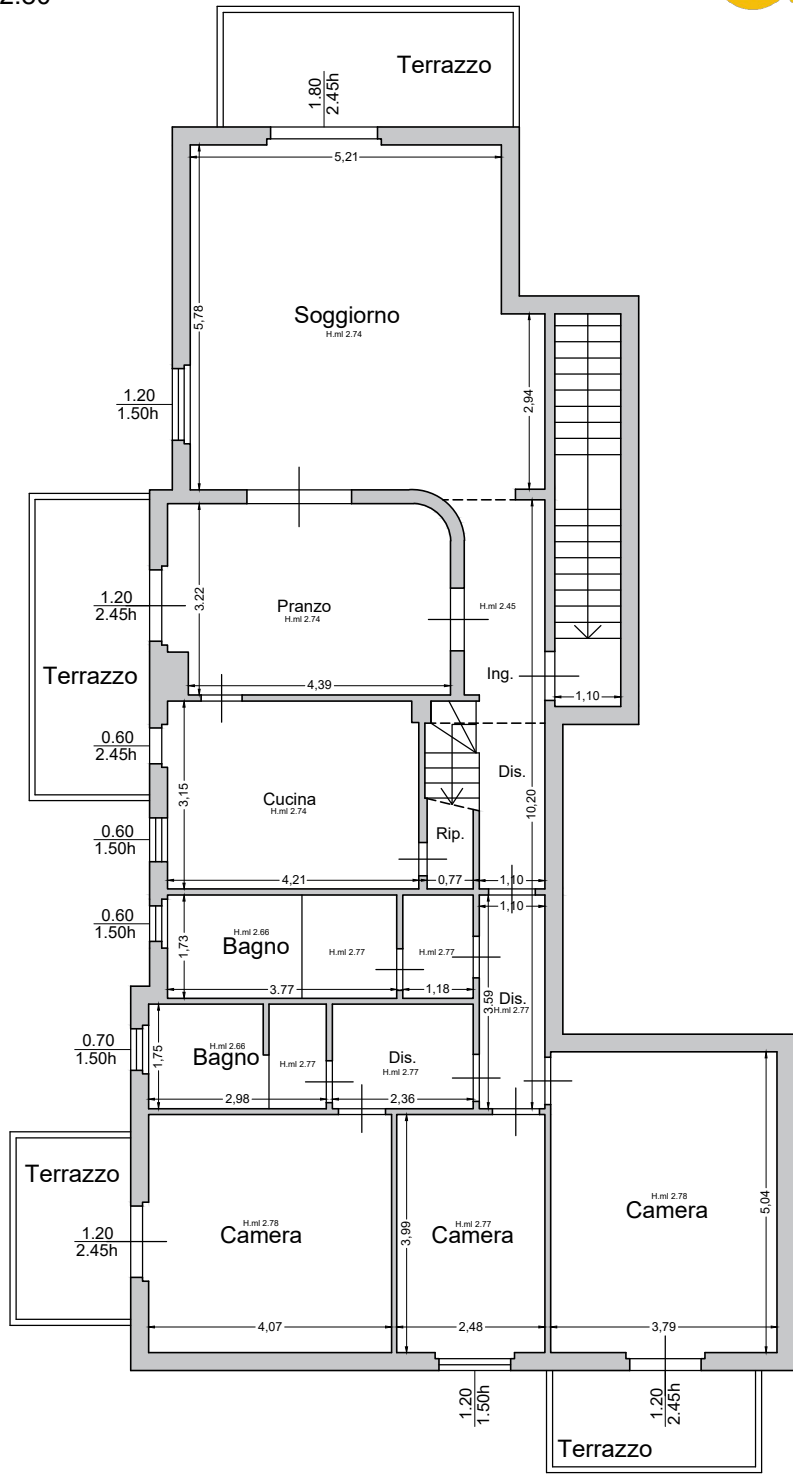 Terrazzo
1.80
2.45h
5,21
5,78
Soggiorno
H.ml 2.74
2,94
1.20
1.50h
1.20
2.45h
3.22
Pranzo
H.ml 2.74
H.ml 2.45
Terrazzo
4,39
Ing.
1,10
0.60
2.45h
3,15
Cucina
H.ml 2.74
Dis.
10,20
0.60
1.50h
Rip.
4,21
0,77
1,10
0.60
1.50h
1,73
H.ml 2.66
Bagno
H.ml 2.77
H.ml 2.77
1,10
3.77
1,18
3.59
Dis.
H.ml 2.77
0.70
1.50h
1,75
H.ml 2.66
Bagno
H.ml 2.77
Dis.
H.ml 2.77
2,98
2,36
Terrazzo
1.20
2.45h
H.ml 2.78
Camera
4,07
3,99
H.ml 2.77
Camera
2,48
H.ml 2.78
Camera
5,04
3,79
1.20
1.50h
1.20
2.45h
Terrazzo